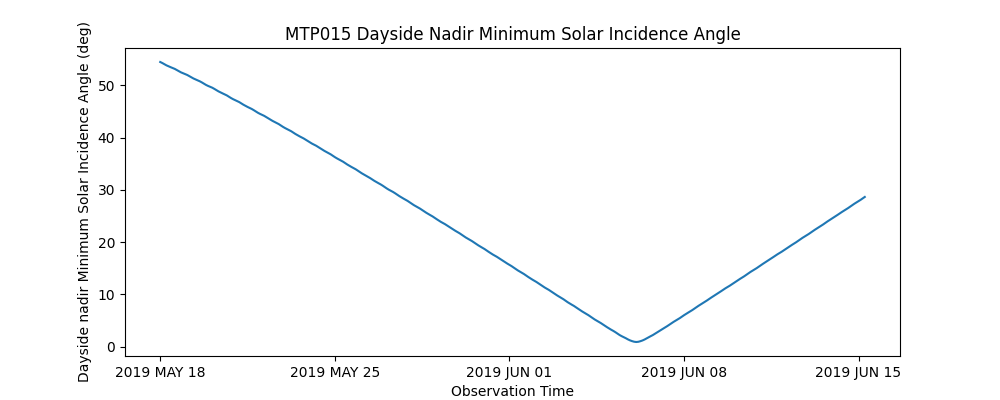 MTP015 Dayside Nadir Minimum Solar Incidence Angle
Dayside nadir Minimum Solar Incidence Angle (deg)
50
40
30
20
10
0
2019 MAY 18
2019 MAY 25
2019 JUN 01
2019 JUN 08
2019 JUN 15
Observation Time